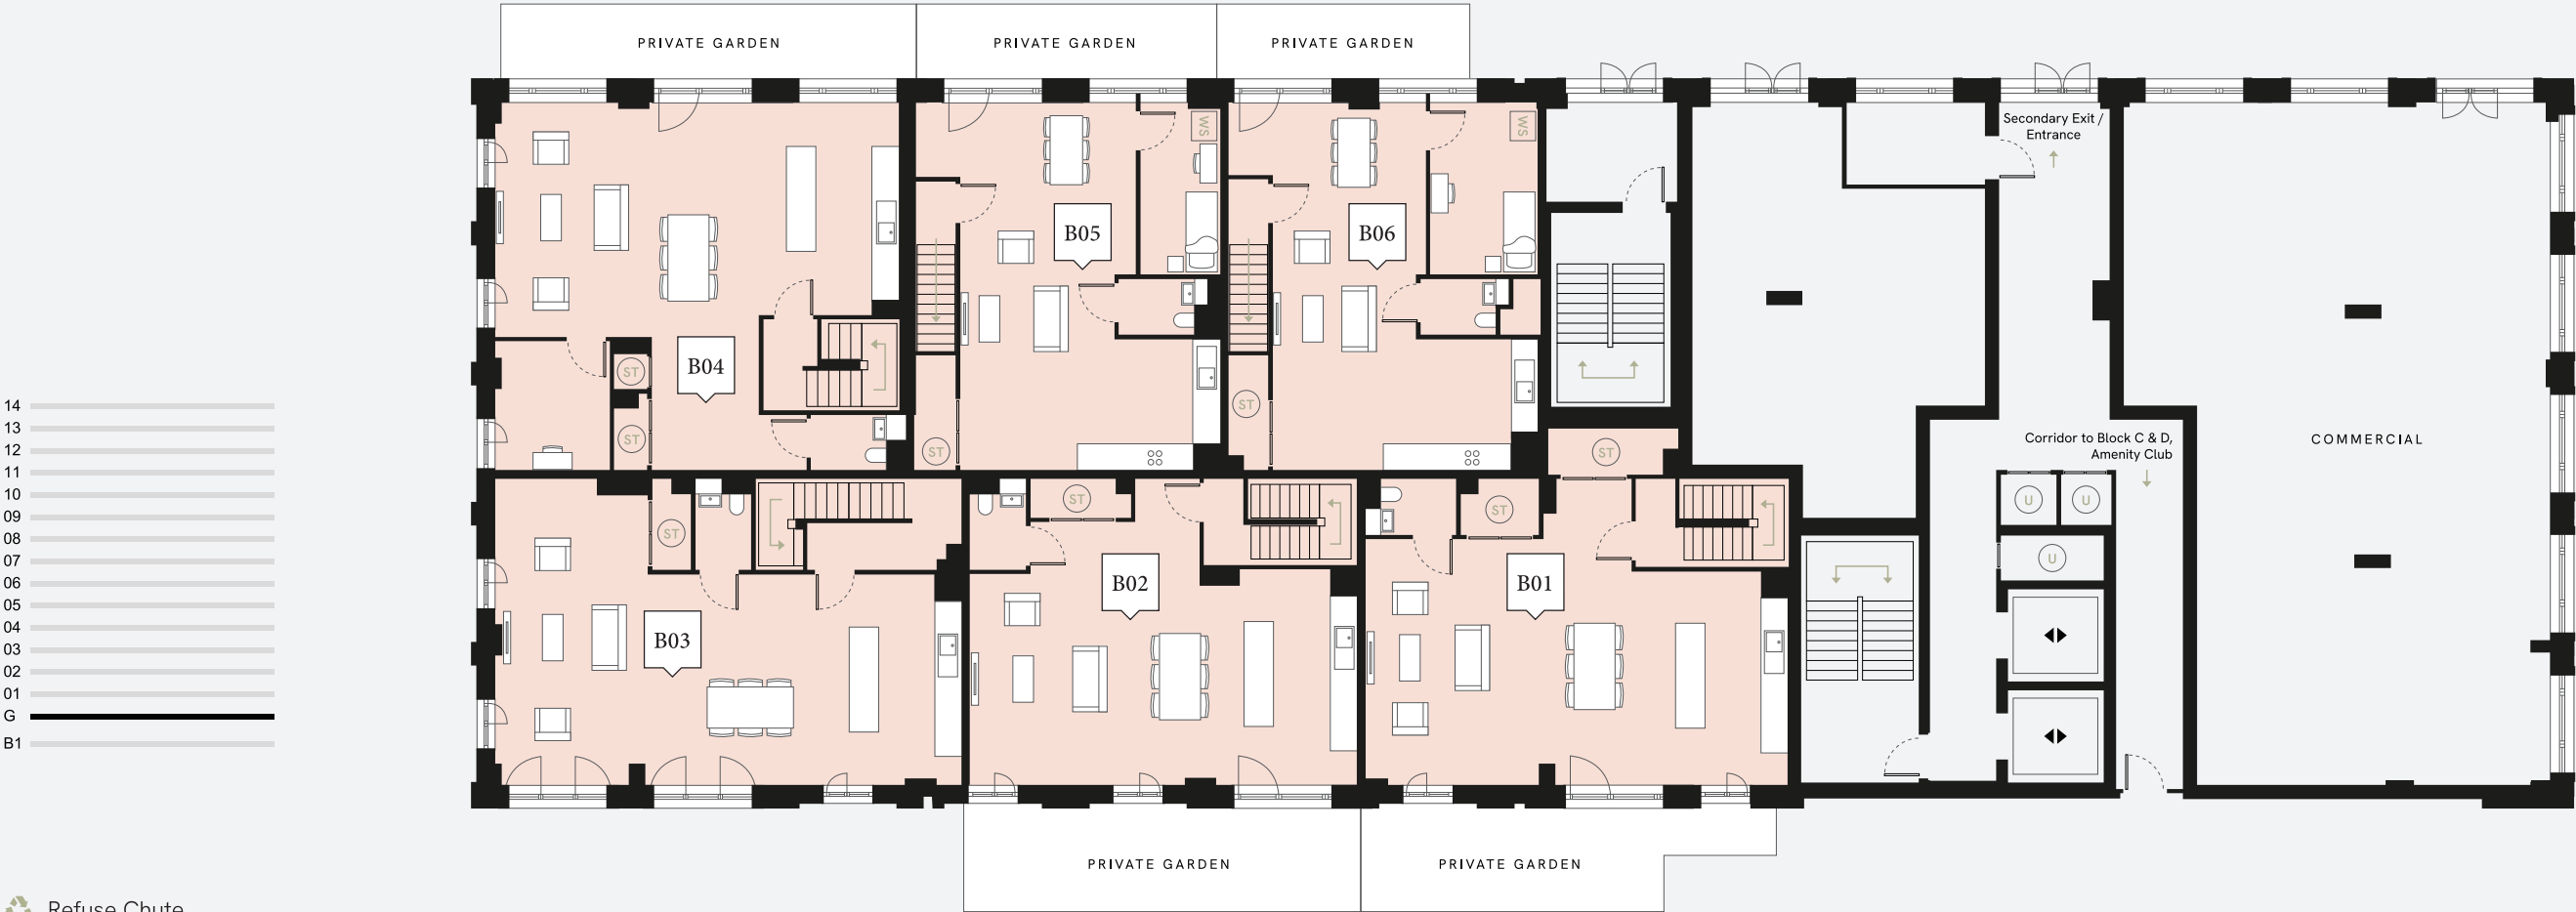 PRIVATE GARDEN
PRIVATE GARDEN
PRIVATE GARDEN
WS
WS
Secondary Exit /
Entrance
B05
B06
B04
ST
ST
ST
ST
ST
Corridor to Block C & D,
Amenity Club
COMMERCIAL
14
13
12
11
10
09
08
07
06
05
04
03
02
01
G
B1
U
U
U
ST
ST
ST
B03
B02
B01
PRIVATE GARDEN
PRIVATE GARDEN
Refuse Chute